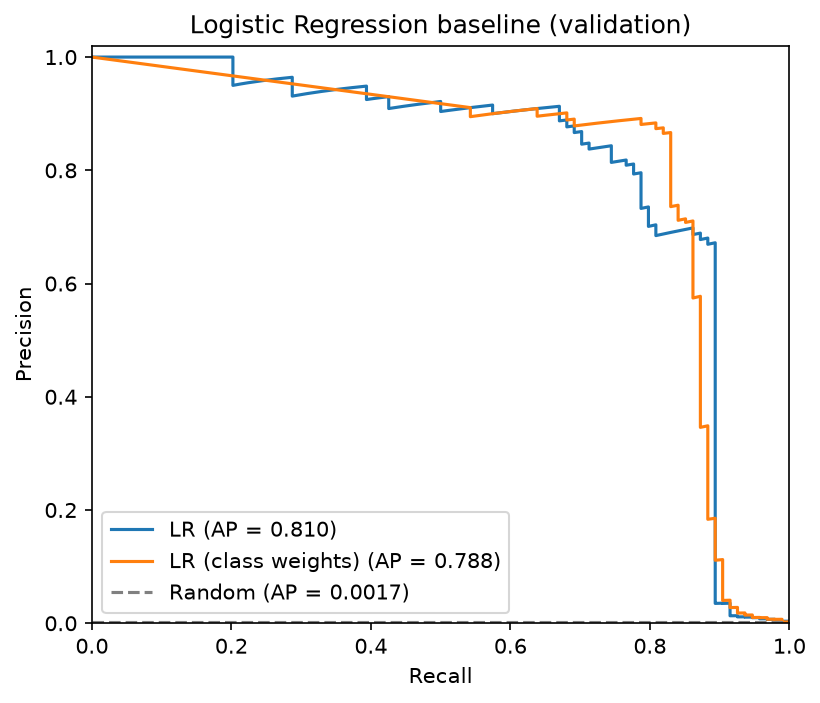 Logistic Regression baseline (validation)
1.0
0.8
0.6
0.4
0.2
0.0
Precision
LR (AP = 0.810)
LR (class weights) (AP = 0.788)
Random (AP = 0.0017)
0.0 0.2 0.4 0.6 0.8 1.0
Recall